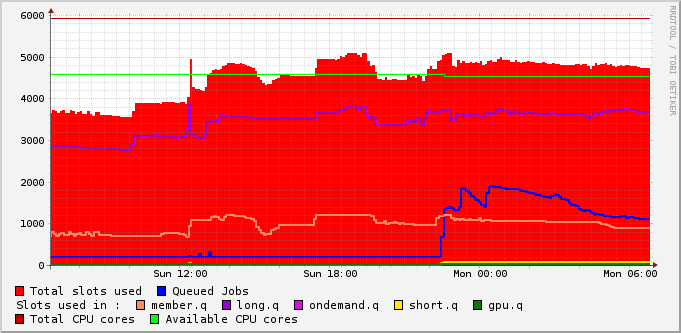 6000
5000
4000
3000
2000
1000
0
Sun 12:00 Sun 18:00 Mon 00:00 Mon 06:00
Total slots used Queued Jobs
Slots used in : member.q long.q ondemand.q short.q gpu.q
Total CPU cores Available CPU cores
RRDTOOL / TOBI OETIKER